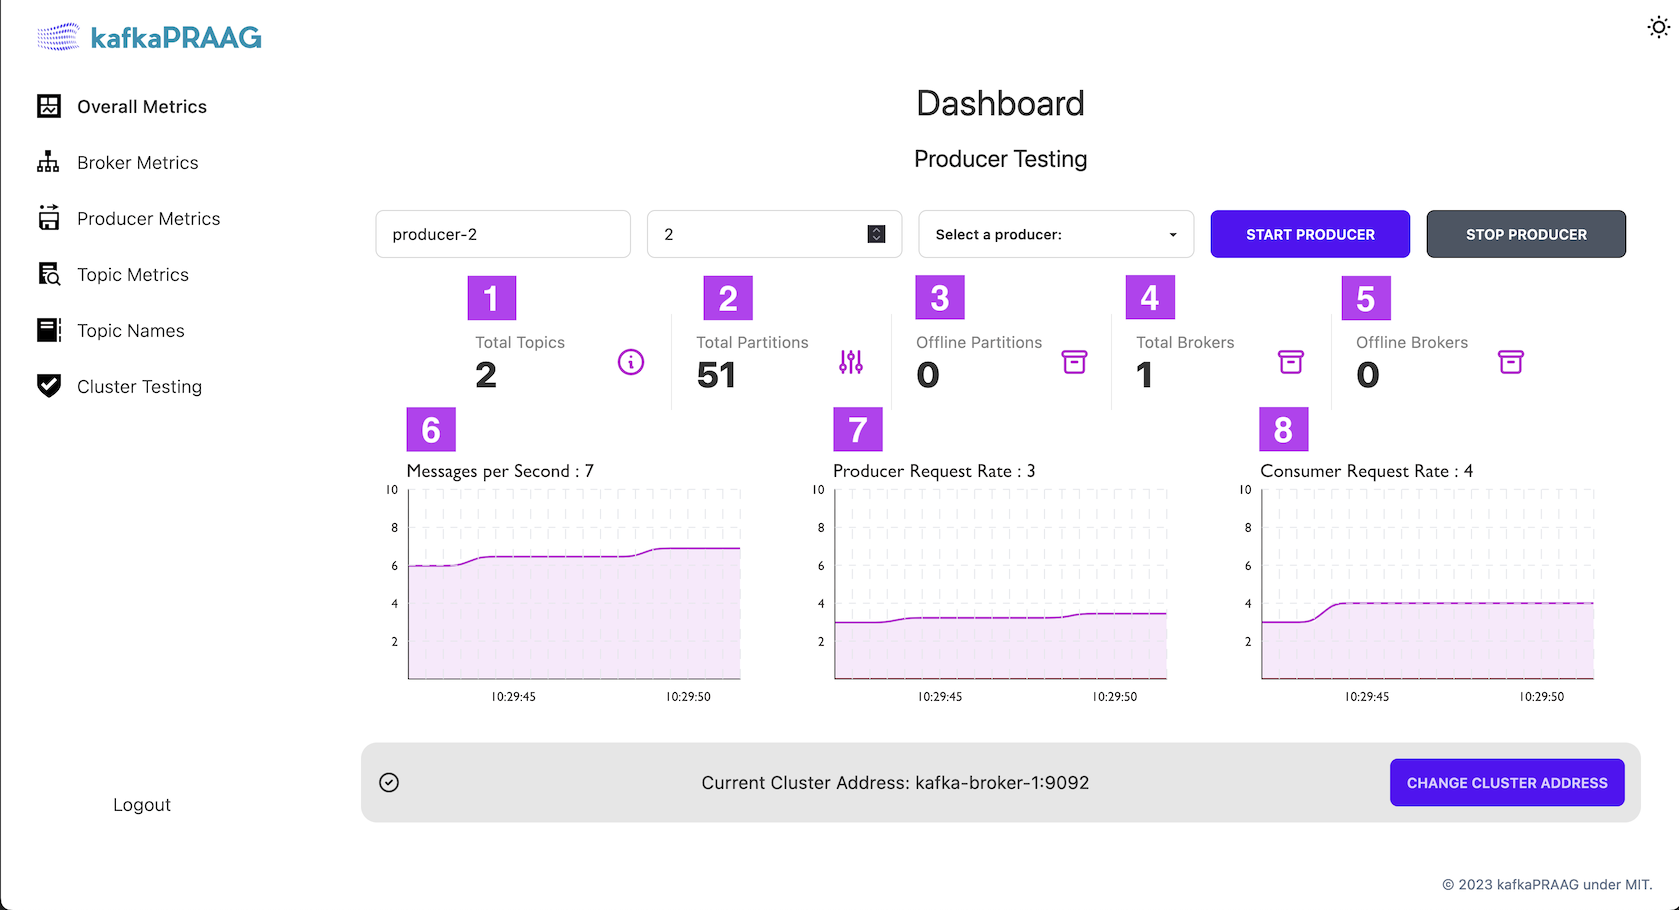 kafkaPRAAG
Overall Metrics
Broker Metrics
Producer Metrics
Topic Metrics
Topic Names
Cluster Testing
Logout
Dashboard
Producer Testing
producer-2
2
Select a producer:
START PRODUCER
STOP PRODUCER
1
Total Topics
2
2
Total Partitions
51
3
Offline Partitions
0
4
Total Brokers
1
5
Offline Brokers
0
6
Messages per Second : 7
10
8
6
4
2
10:29:45 10:29:50
7
Producer Request Rate : 3
10
8
6
4
2
10:29:45 10:29:50
8
Consumer Request Rate : 4
10
8
6
4
2
10:29:45 10:29:50
Current Cluster Address: kafka-broker-1:9092
CHANGE CLUSTER ADDRESS
© 2023 kafkaPRAAG under MIT.